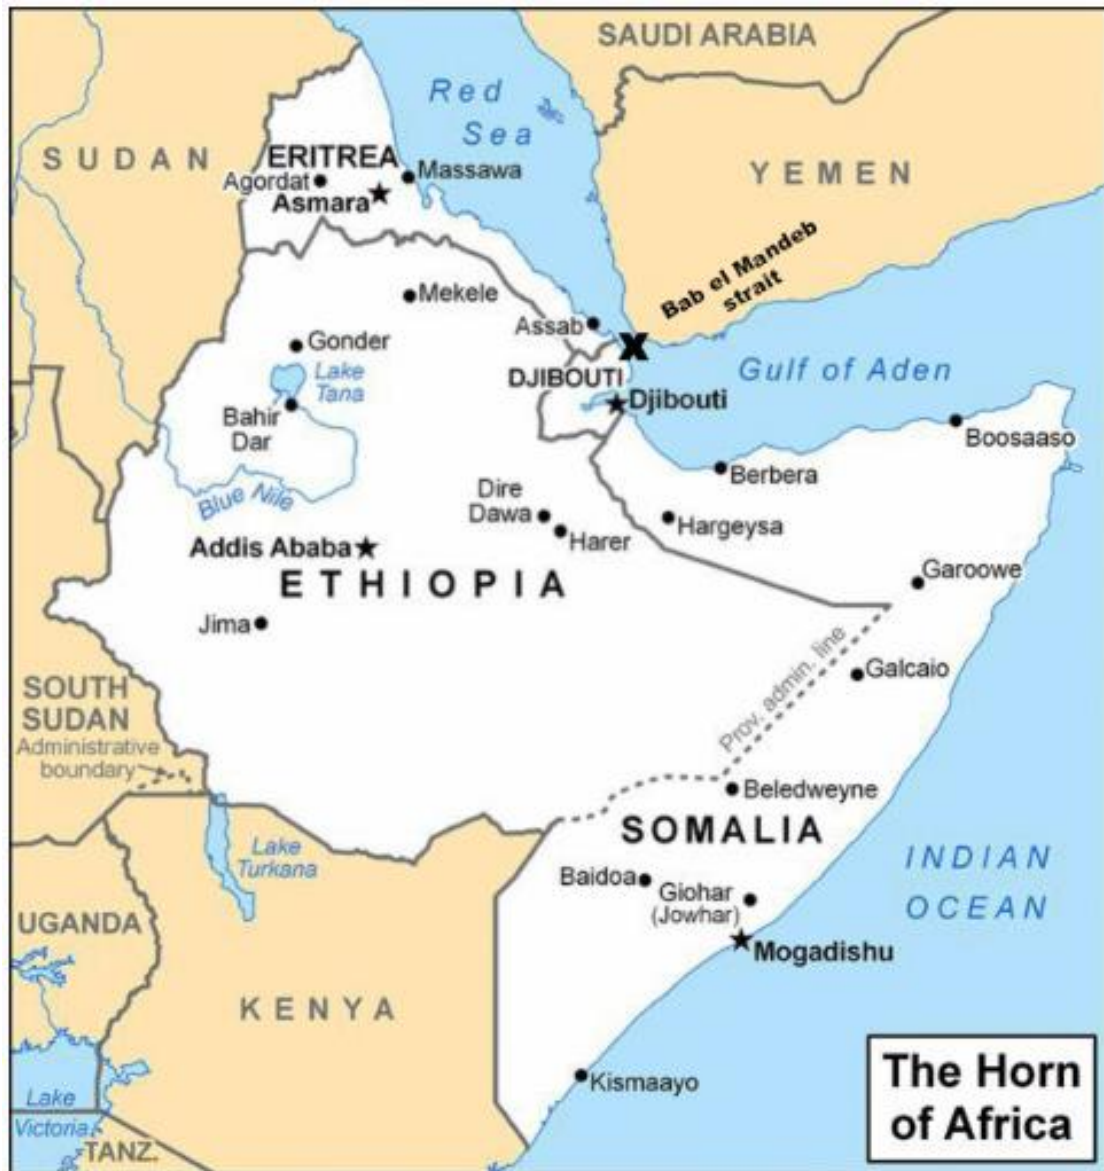 SAUDI ARABIA
Red
Sea
SUDAN
ERITREA
Massawa
Agordat
Asmara
YEMEN
Bab el Mandeb
strait
Mekele
Assab
X
Gonder
Lake
Tana
DJIBOUTI
Gulf of Aden
Djibouti
Bahir
Dar
Boosaaso
Berbera
Blue Nile
Dire
Dawa
Hargeysa
Harer
Addis Ababa
ETHIOPIA
Garoowe
Jima
Prov. admin. line
Galcaio
SOUTH
SUDAN
Administrative
boundary
Beledweyne
SOMALIA
Lake
Turkana
INDIAN
OCEAN
Baidoa
Giohar
(Jowhar)
UGANDA
Mogadishu
KENYA
The Horn
of Africa
Kismaayo
Lake
Victoria
TANZ.